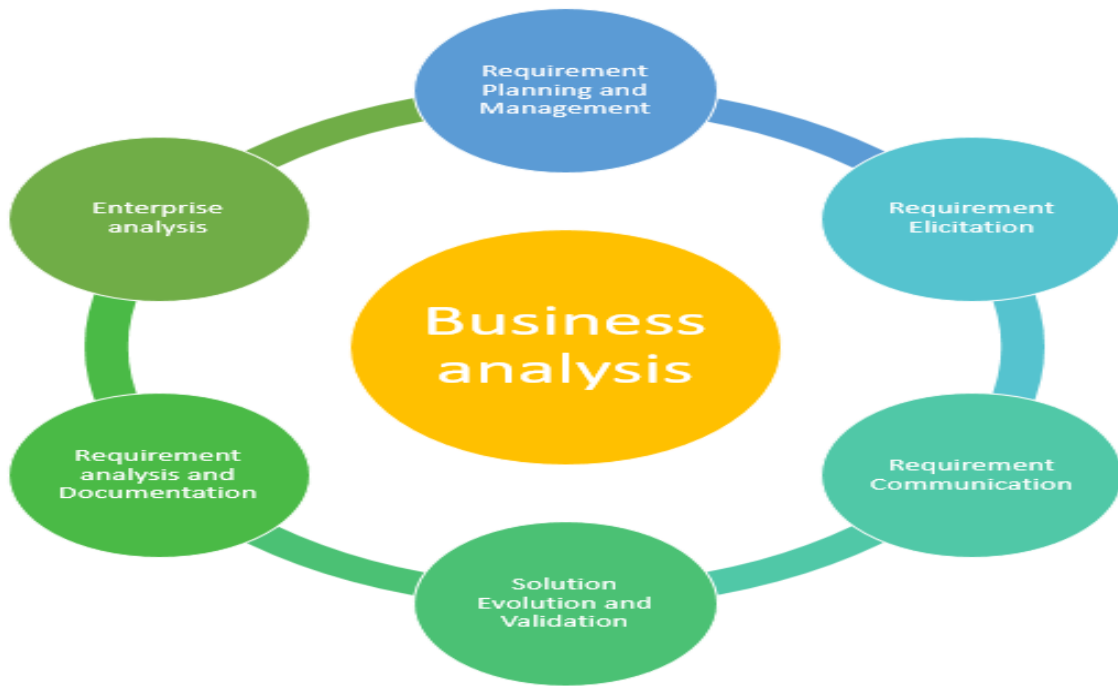 Requirement
Planning and
Management
Enterprise
analysis
Requirement
Elicitation
Business
analysis
Requirement
analysis and
Documentation
Requirement
Communication
Solution
Evolution and
Validation